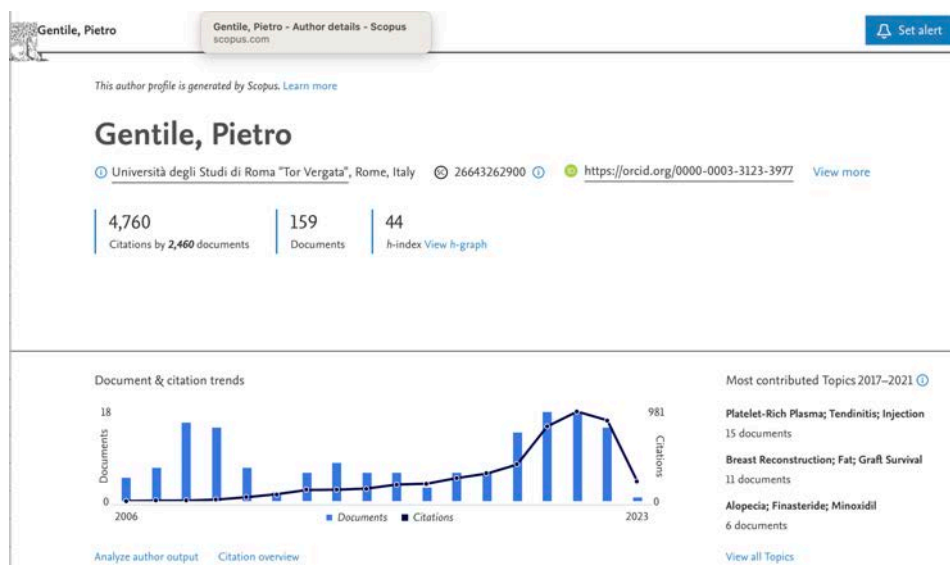 Gentile, Pietro
Gentile, Pietro - Author details - Scopus
scopus.com
Set alert
This author profile is generated by Scopus. Learn more
Gentile, Pietro
Università degli Studi di Roma "Tor Vergata", Rome, Italy SC 26643262900 iD https://orcid.org/0000-0003-3123-3977 View more
4,760
Citations by 2,460 documents
159
Documents
44
h-index View h-graph
Document & citation trends
18
Documents
0
981
Citations
0
2006
2023
Documents Citations
Analyze author output Citation overview
Most contributed Topics 2017–2021
Platelet-Rich Plasma; Tendinitis; Injection
15 documents
Breast Reconstruction; Fat; Graft Survival
11 documents
Alopecia; Finasteride; Minoxidil
6 documents
View all Topics